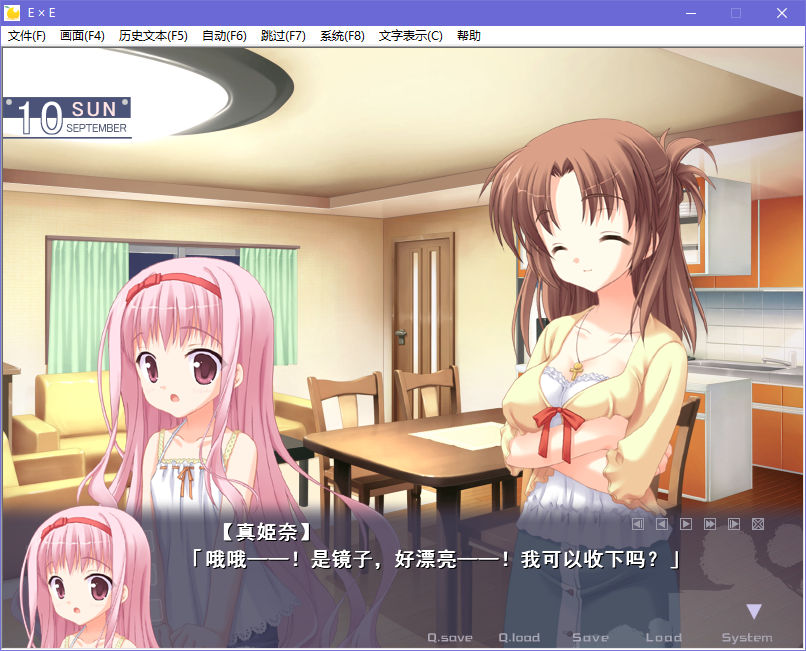 E×E
文件(F) 画面(F4) 历史文本(F5) 自动(F6) 跳过(F7) 系统(F8) 文字表示(C) 帮助
10 SUN
SEPTEMBER
【真姫奈】
「哦哦——！是镜子，好漂亮——！我可以收下吗？」
Q.save Q.load Save Load System